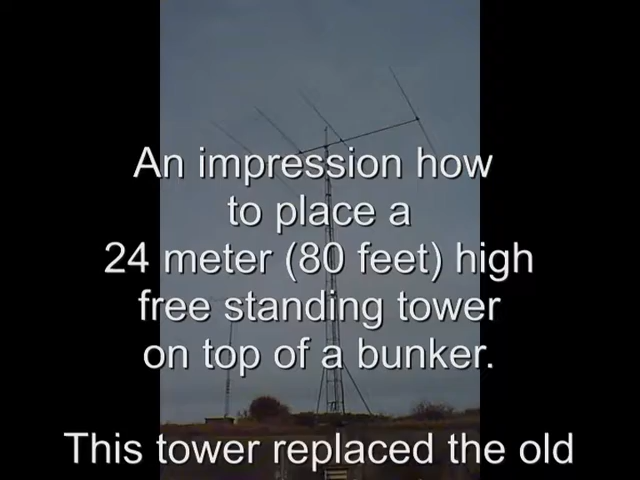 An impression how
to place a
24 meter (80 feet) high
free standing tower
on top of a bunker.
This tower replaced the old